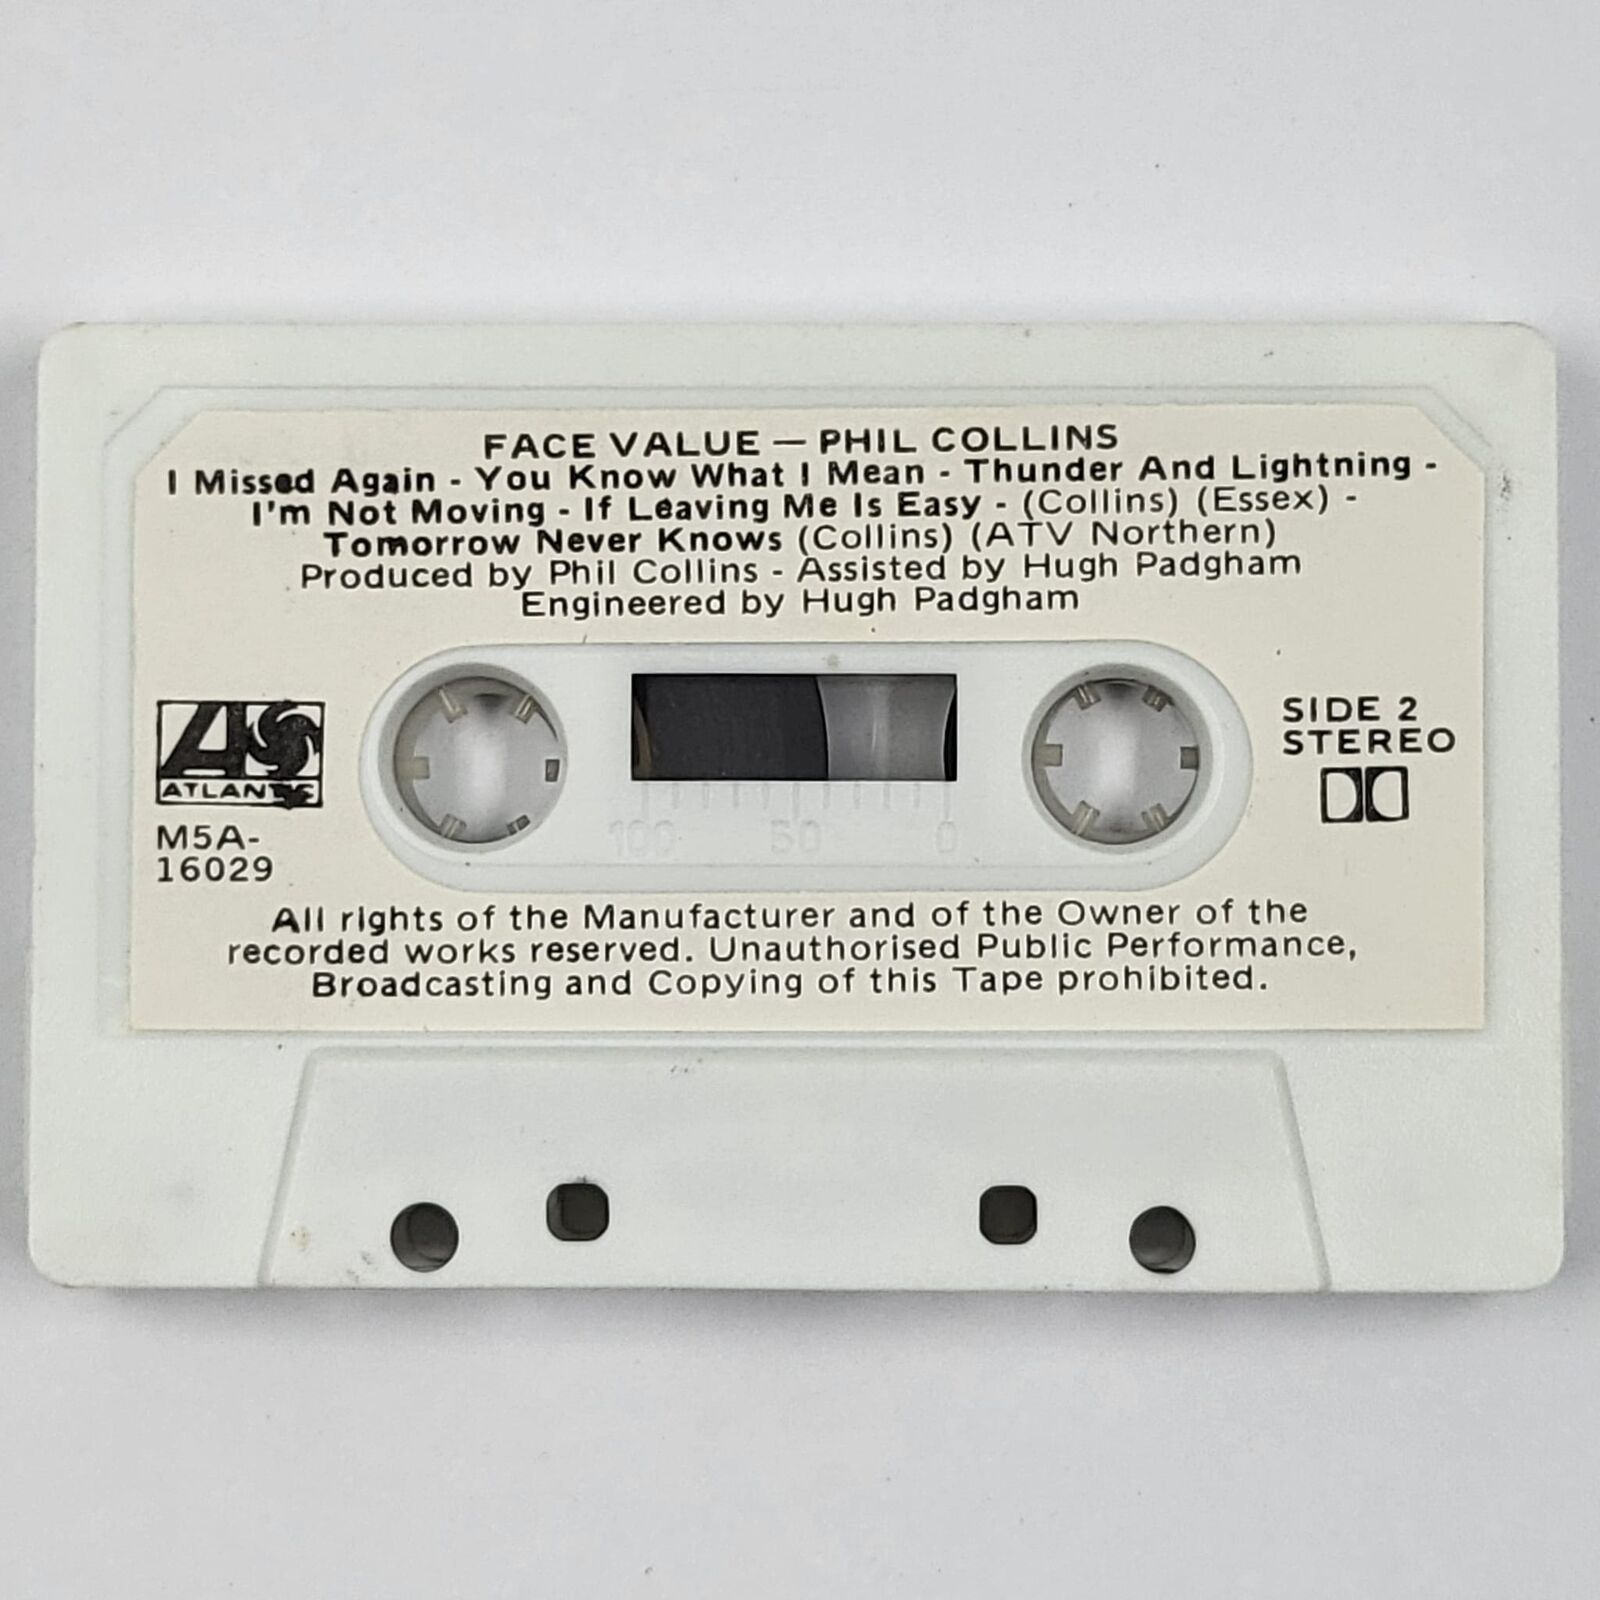 FACE VALUE — PHIL COLLINS
I Missed Again - You Know What I Mean - Thunder And Lightning -
I'm Not Moving - If Leaving Me Is Easy - (Collins) (Essex) -
Tomorrow Never Knows (Collins) (ATV Northern)
Produced by Phil Collins - Assisted by Hugh Padgham
Engineered by Hugh Padgham
ATLANTIC
M5A-
16029
100 50 0
SIDE 2
STEREO
All rights of the Manufacturer and of the Owner of the
recorded works reserved. Unauthorised Public Performance,
Broadcasting and Copying of this Tape prohibited.